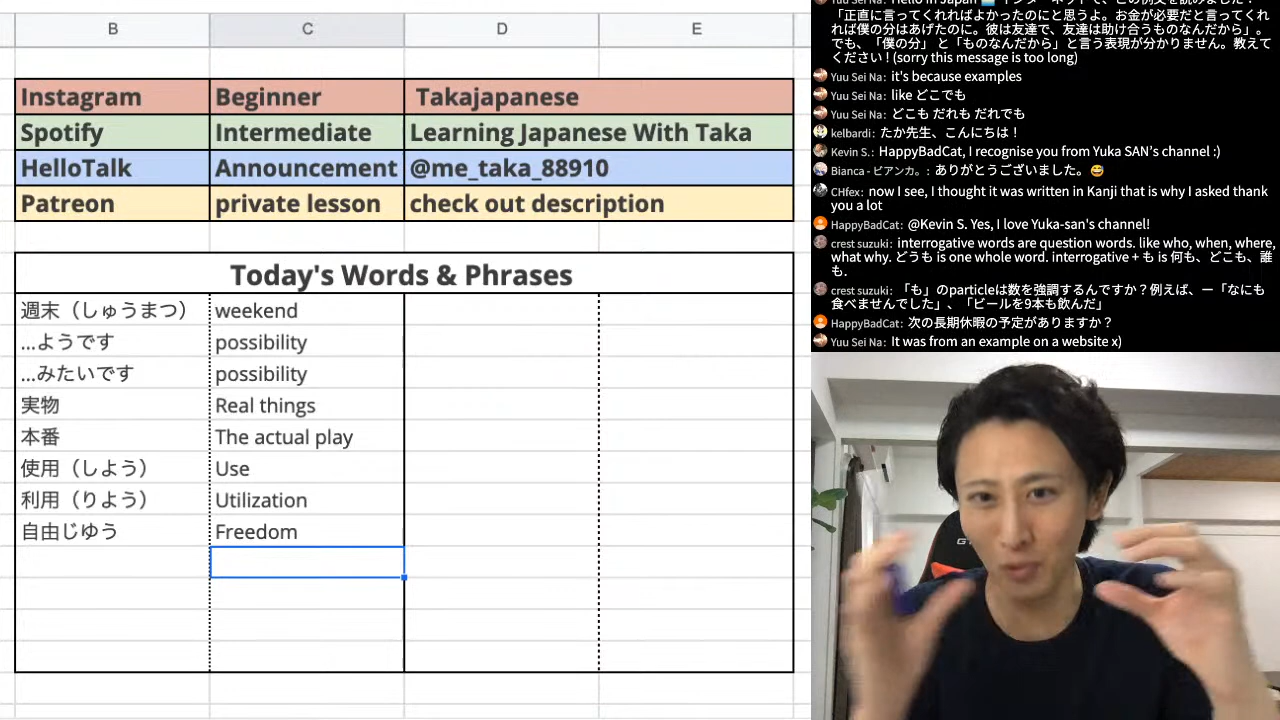 B C D E
Instagram Beginner Takajapanese
Spotify Intermediate Learning Japanese With Taka
HelloTalk Announcement @me_taka_88910
Patreon private lesson check out description
Today's Words & Phrases
週末（しゅうまつ） weekend
...ようです possibility
...みたいです possibility
実物 Real things
本番 The actual play
使用（しよう） Use
利用（りよう） Utilization
自由じゆう Freedom
「正直に言ってくれればよかったのにと思うよ。お金が必要だと言ってくれ
れば僕の分はあげたのに。彼は友達で、友達は助け合うものなんだから」。
でも、「僕の分」 と「ものなんだから」と言う表現が分かりません。教えて
ください ! (sorry this message is too long)
Yuu Sei Na: it's because examples
Yuu Sei Na: like どこでも
Yuu Sei Na: どこも だれも だれでも
kelbardi: たか先生、こんにちは！
Kevin S.: HappyBadCat, I recognise you from Yuka SAN’s channel :)
Bianca - ビアンカ。: ありがとうございました。😅
CHfex: now I see, I thought it was written in Kanji that is why I asked thank
you a lot
HappyBadCat: @Kevin S. Yes, I love Yuka-san's channel!
crest suzuki: interrogative words are question words. like who, when, where,
what why. どうも is one whole word. interrogative + も is 何も、どこも、誰
も.
crest suzuki: 「も」のparticleは数を強調するんですか？例えば、ー「なにも
食べませんでした」、「ビールを9本も飲んだ」
HappyBadCat: 次の長期休暇の予定がありますか？
Yuu Sei Na: It was from an example on a website x)
GT